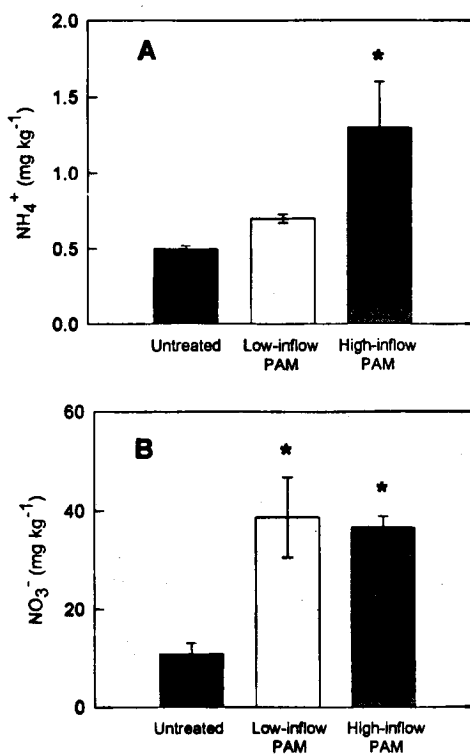 2.0
A
*
1.5
NH4+ (mg kg-1)
1.0
0.5
0.0
Untreated Low-inflow High-inflow
PAM PAM
60
B
*
*
40
NO3- (mg kg-1)
20
0
Untreated Low-inflow High-inflow
PAM PAM